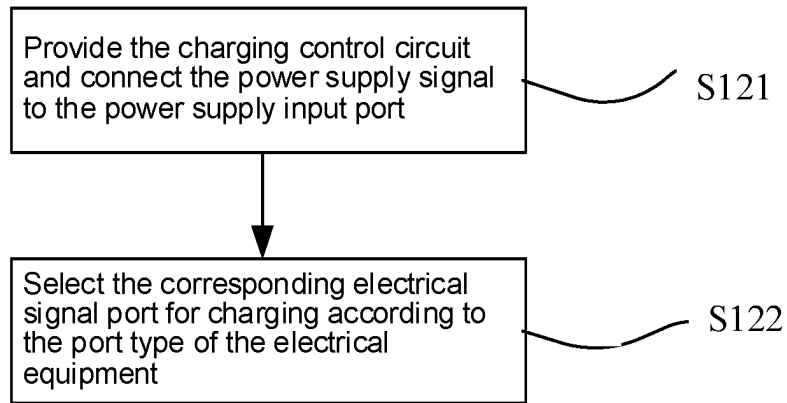 Provide the charging control circuit
and connect the power supply signal
to the power supply input port
S121
Select the corresponding electrical
signal port for charging according to
the port type of the electrical
equipment
S122